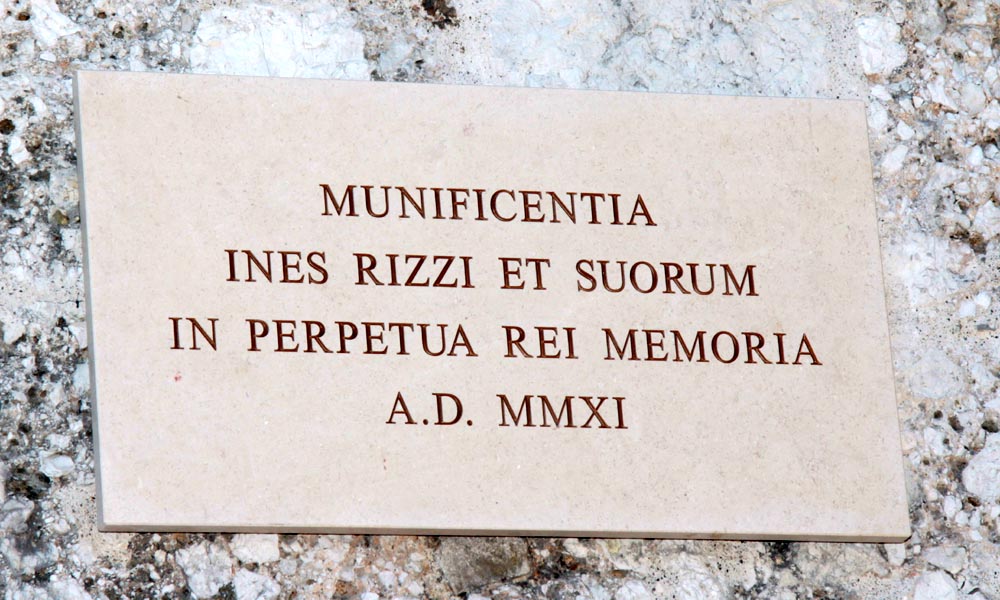 MUNIFICENTIA
INES RIZZI ET SUORUM
IN PERPETUA REI MEMORIA
A.D. MMXI